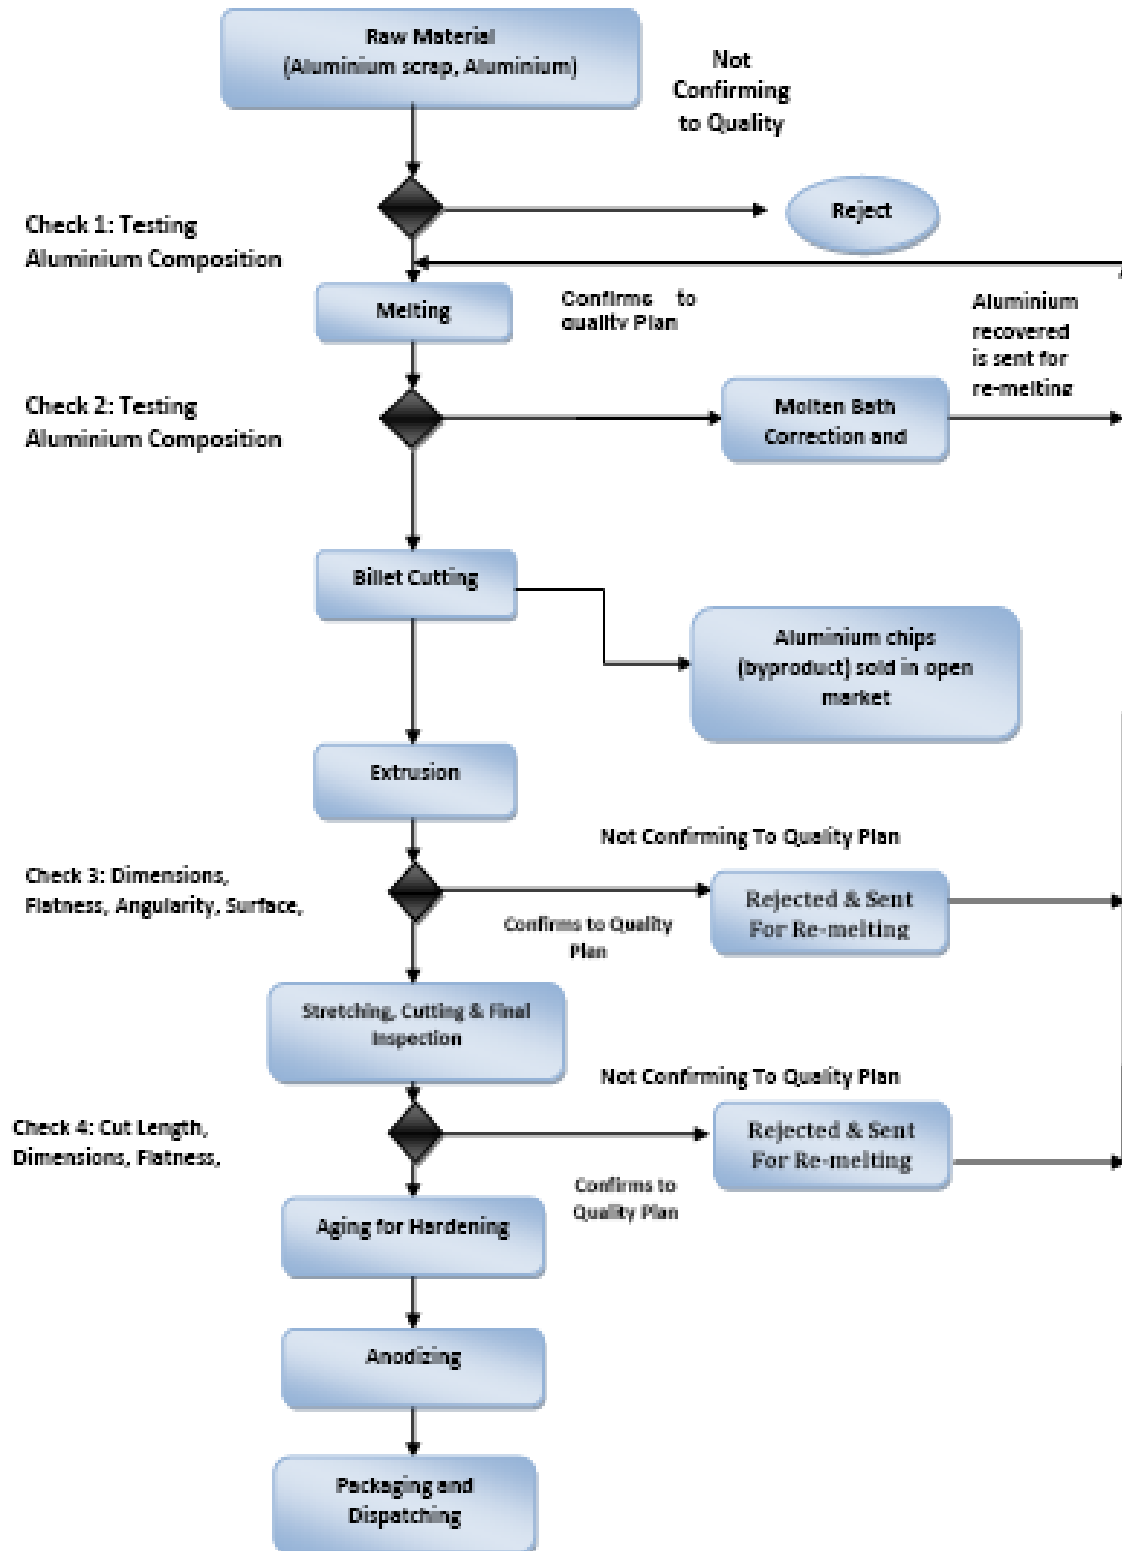 Raw Material
(Aluminium scrap, Aluminium)
Not
Confirming
to Quality
Check 1: Testing
Aluminium Composition
Reject
Melting
Confirms to
quality Plan
Aluminium
recovered
is sent for
re-melting
Check 2: Testing
Aluminium Composition
Molten Bath
Correction and
Billet Cutting
Aluminium chips
(byproduct) sold in open
market
Extrusion
Not Confirming To Quality Plan
Check 3: Dimensions,
Flatness, Angularity, Surface,
Rejected & Sent
For Re-melting
Confirms to Quality
Plan
Stretching, Cutting & Final
Inspection
Not Confirming To Quality Plan
Check 4: Cut Length,
Dimensions, Flatness,
Rejected & Sent
For Re-melting
Confirms to
Quality Plan
Aging for Hardening
Anodizing
Packaging and
Dispatching